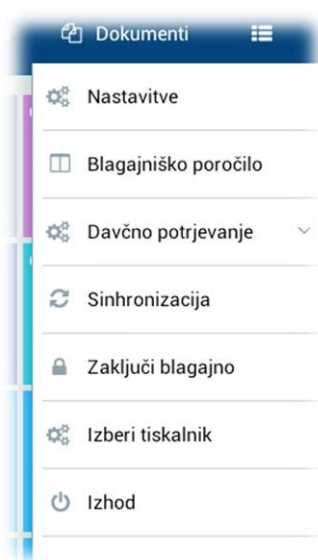 Dokumenti
Nastavitve
Blagajniško poročilo
Davčno potrjevanje
Sinhronizacija
Zaključi blagajno
Izberi tiskalnik
Izhod